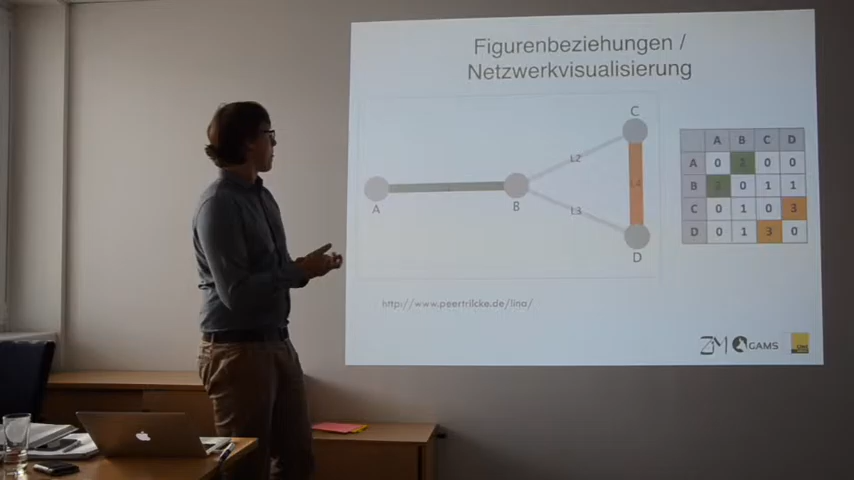 Figurenbeziehungen /
Netzwerkvisualisierung
C
L2
A B C D
A 0 0 0
L4
B 0 1 1
A
B
L3
C 0 1 0 3
D 0 1 3 0
D
http://www.peertrilcke.de/lina/
ZM GAMS